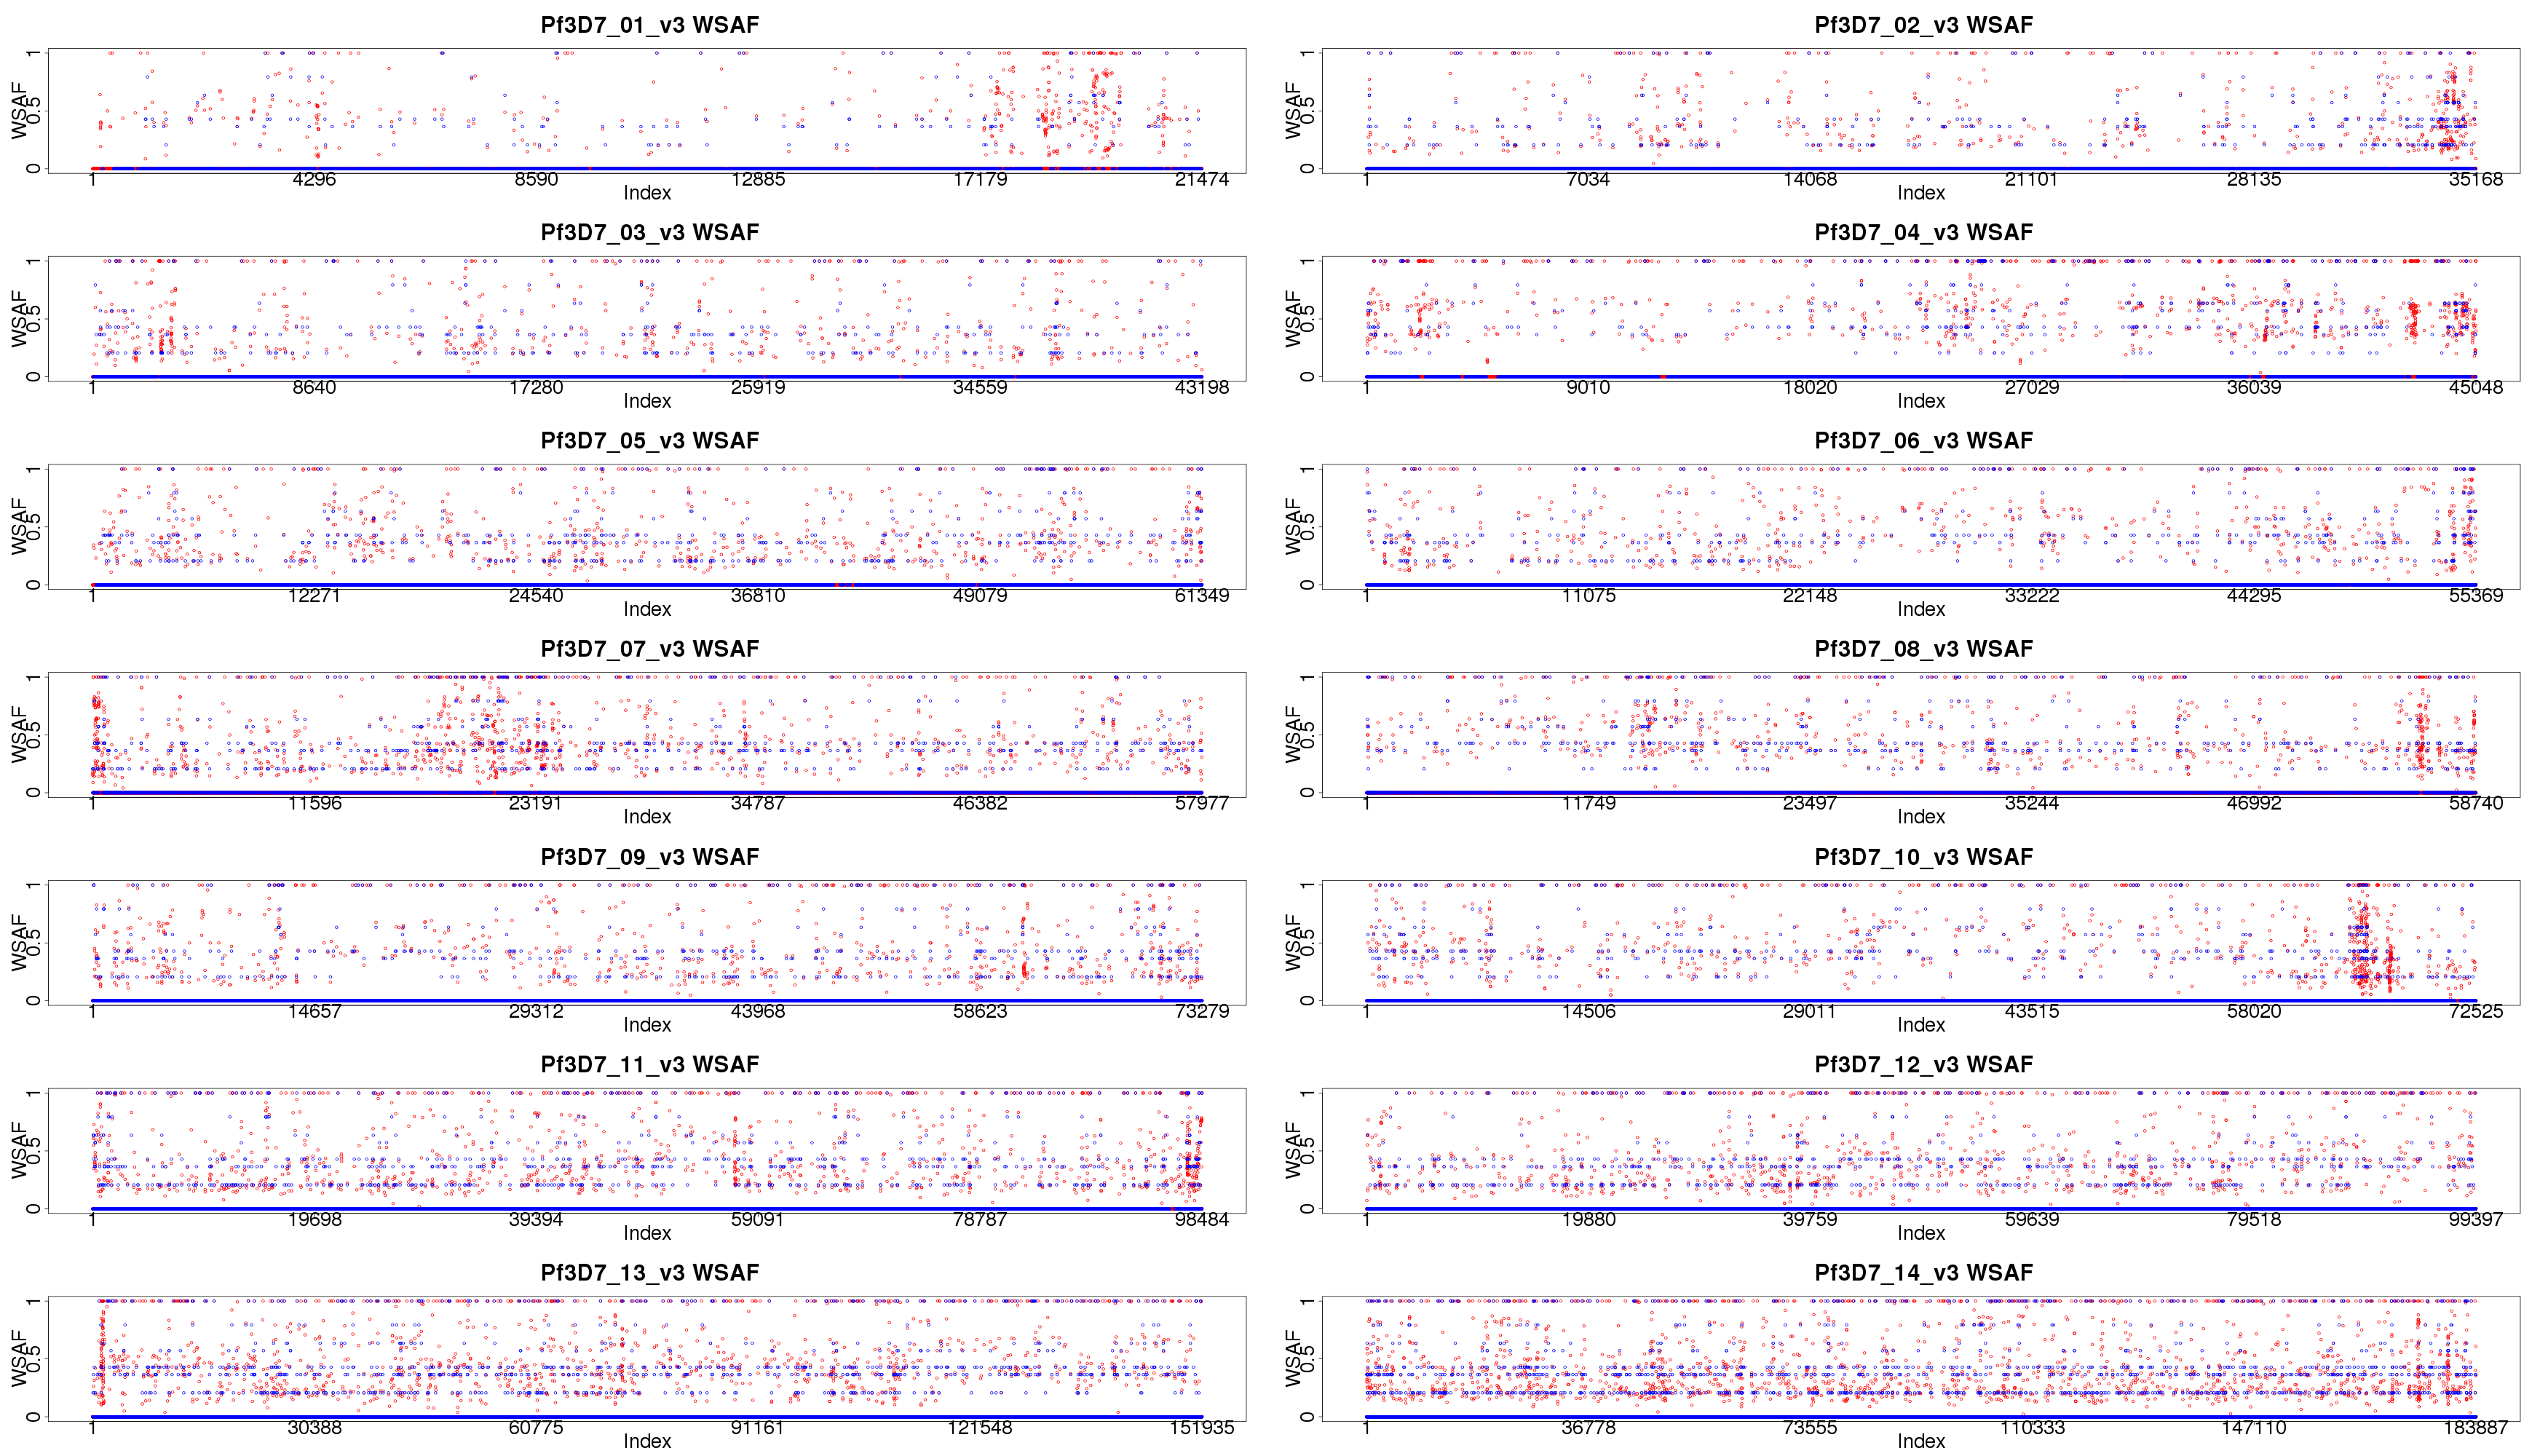 Pf3D7_01_v3 WSAF
WSAF
0 0.5 1
1 4296 8590 12885 17179 21474
Index
Pf3D7_02_v3 WSAF
WSAF
0 0.5 1
1 7034 14068 21101 28135 35168
Index
Pf3D7_03_v3 WSAF
WSAF
0 0.5 1
1 8640 17280 25919 34559 43198
Index
Pf3D7_04_v3 WSAF
WSAF
0 0.5 1
1 9010 18020 27029 36039 45048
Index
Pf3D7_05_v3 WSAF
WSAF
0 0.5 1
1 12271 24540 36810 49079 61349
Index
Pf3D7_06_v3 WSAF
WSAF
0 0.5 1
1 11075 22148 33222 44295 55369
Index
Pf3D7_07_v3 WSAF
WSAF
0 0.5 1
1 11596 23191 34787 46382 57977
Index
Pf3D7_08_v3 WSAF
WSAF
0 0.5 1
1 11749 23497 35244 46992 58740
Index
Pf3D7_09_v3 WSAF
WSAF
0 0.5 1
1 14657 29312 43968 58623 73279
Index
Pf3D7_10_v3 WSAF
WSAF
0 0.5 1
1 14506 29011 43515 58020 72525
Index
Pf3D7_11_v3 WSAF
WSAF
0 0.5 1
1 19698 39394 59091 78787 98484
Index
Pf3D7_12_v3 WSAF
WSAF
0 0.5 1
1 19880 39759 59639 79518 99397
Index
Pf3D7_13_v3 WSAF
WSAF
0 0.5 1
1 30388 60775 91161 121548 151935
Index
Pf3D7_14_v3 WSAF
WSAF
0 0.5 1
1 36778 73555 110333 147110 183887
Index